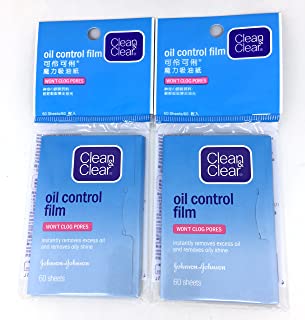 Clean &
Clear®
oil control film
可伶可俐®
魔力吸油紙
WON'T CLOG PORES
60 Sheets/60
Clean &
Clear®
oil control
film
WON'T CLOG PORES
instantly removes excess oil
and removes oily shine
Johnson & Johnson
60 sheets
Clean &
Clear®
oil control film
可伶可俐®
魔力吸油紙
WON'T CLOG PORES
60 Sheets/60
Clean &
Clear®
oil control
film
WON'T CLOG PORES
instantly removes excess oil
and removes oily shine
Johnson & Johnson
60 sheets